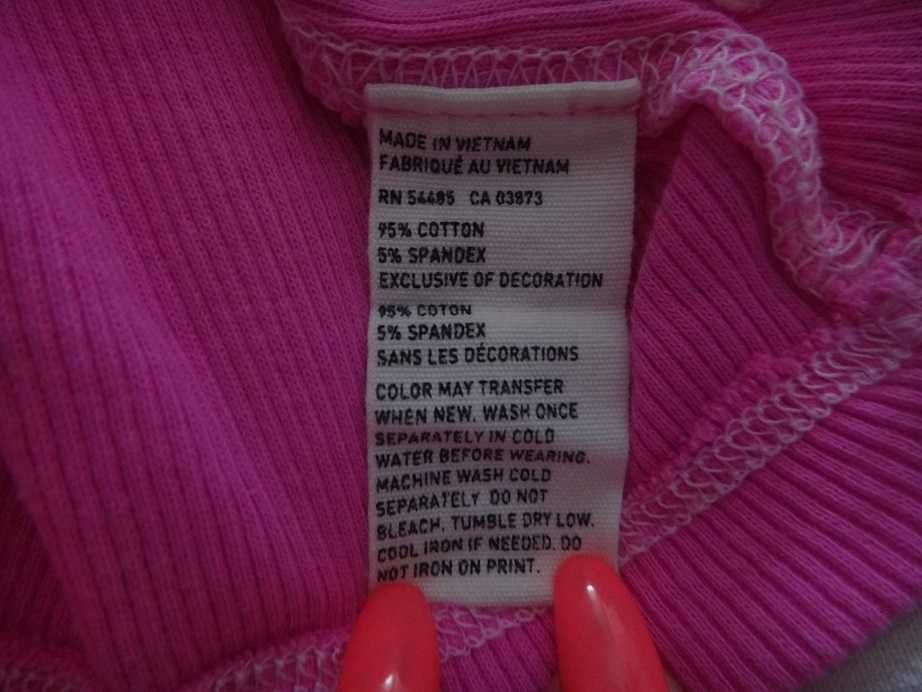 MADE IN VIETNAM
FABRIQUÉ AU VIETNAM
RN 54485 CA 03873
95% COTTON
5% SPANDEX
EXCLUSIVE OF DECORATION
95% COTON
5% SPANDEX
SANS LES DÉCORATIONS
COLOR MAY TRANSFER
WHEN NEW. WASH ONCE
SEPARATELY IN COLD
WATER BEFORE WEARING.
MACHINE WASH COLD
SEPARATELY DO NOT
BLEACH. TUMBLE DRY LOW.
COOL IRON IF NEEDED. DO
NOT IRON ON PRINT.